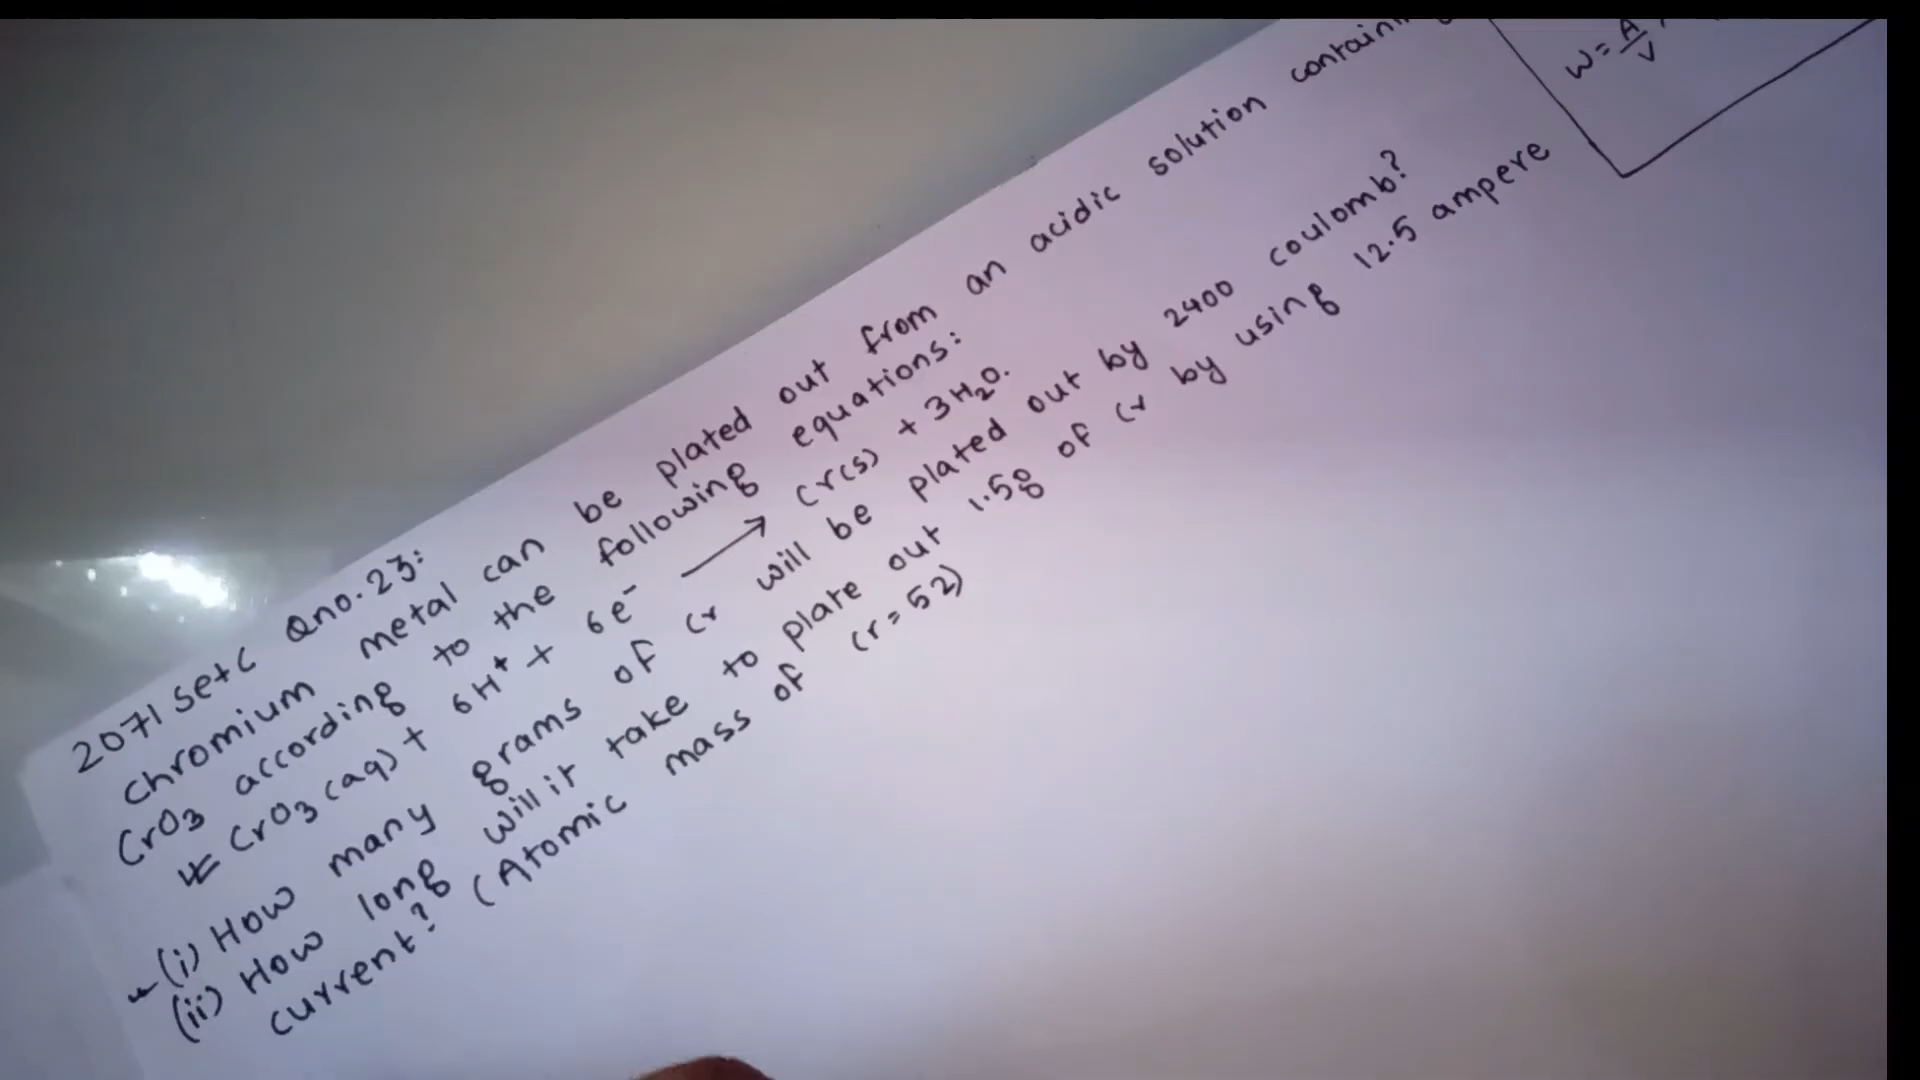 2071 set C Qno. 23:
Chromium metal can be plated out from an acidic solution
CrO3 according to the following equations:
CrO3 (aq) + 6H+ + 6e- → Cr(s) + 3H2O.
(i) How many grams of Cr will be plated out by 2400 coulomb?
(ii) How long will it take to plate out 1.5g of Cr by using 12.5 ampere
current? (Atomic mass of Cr = 52)
W = A/V